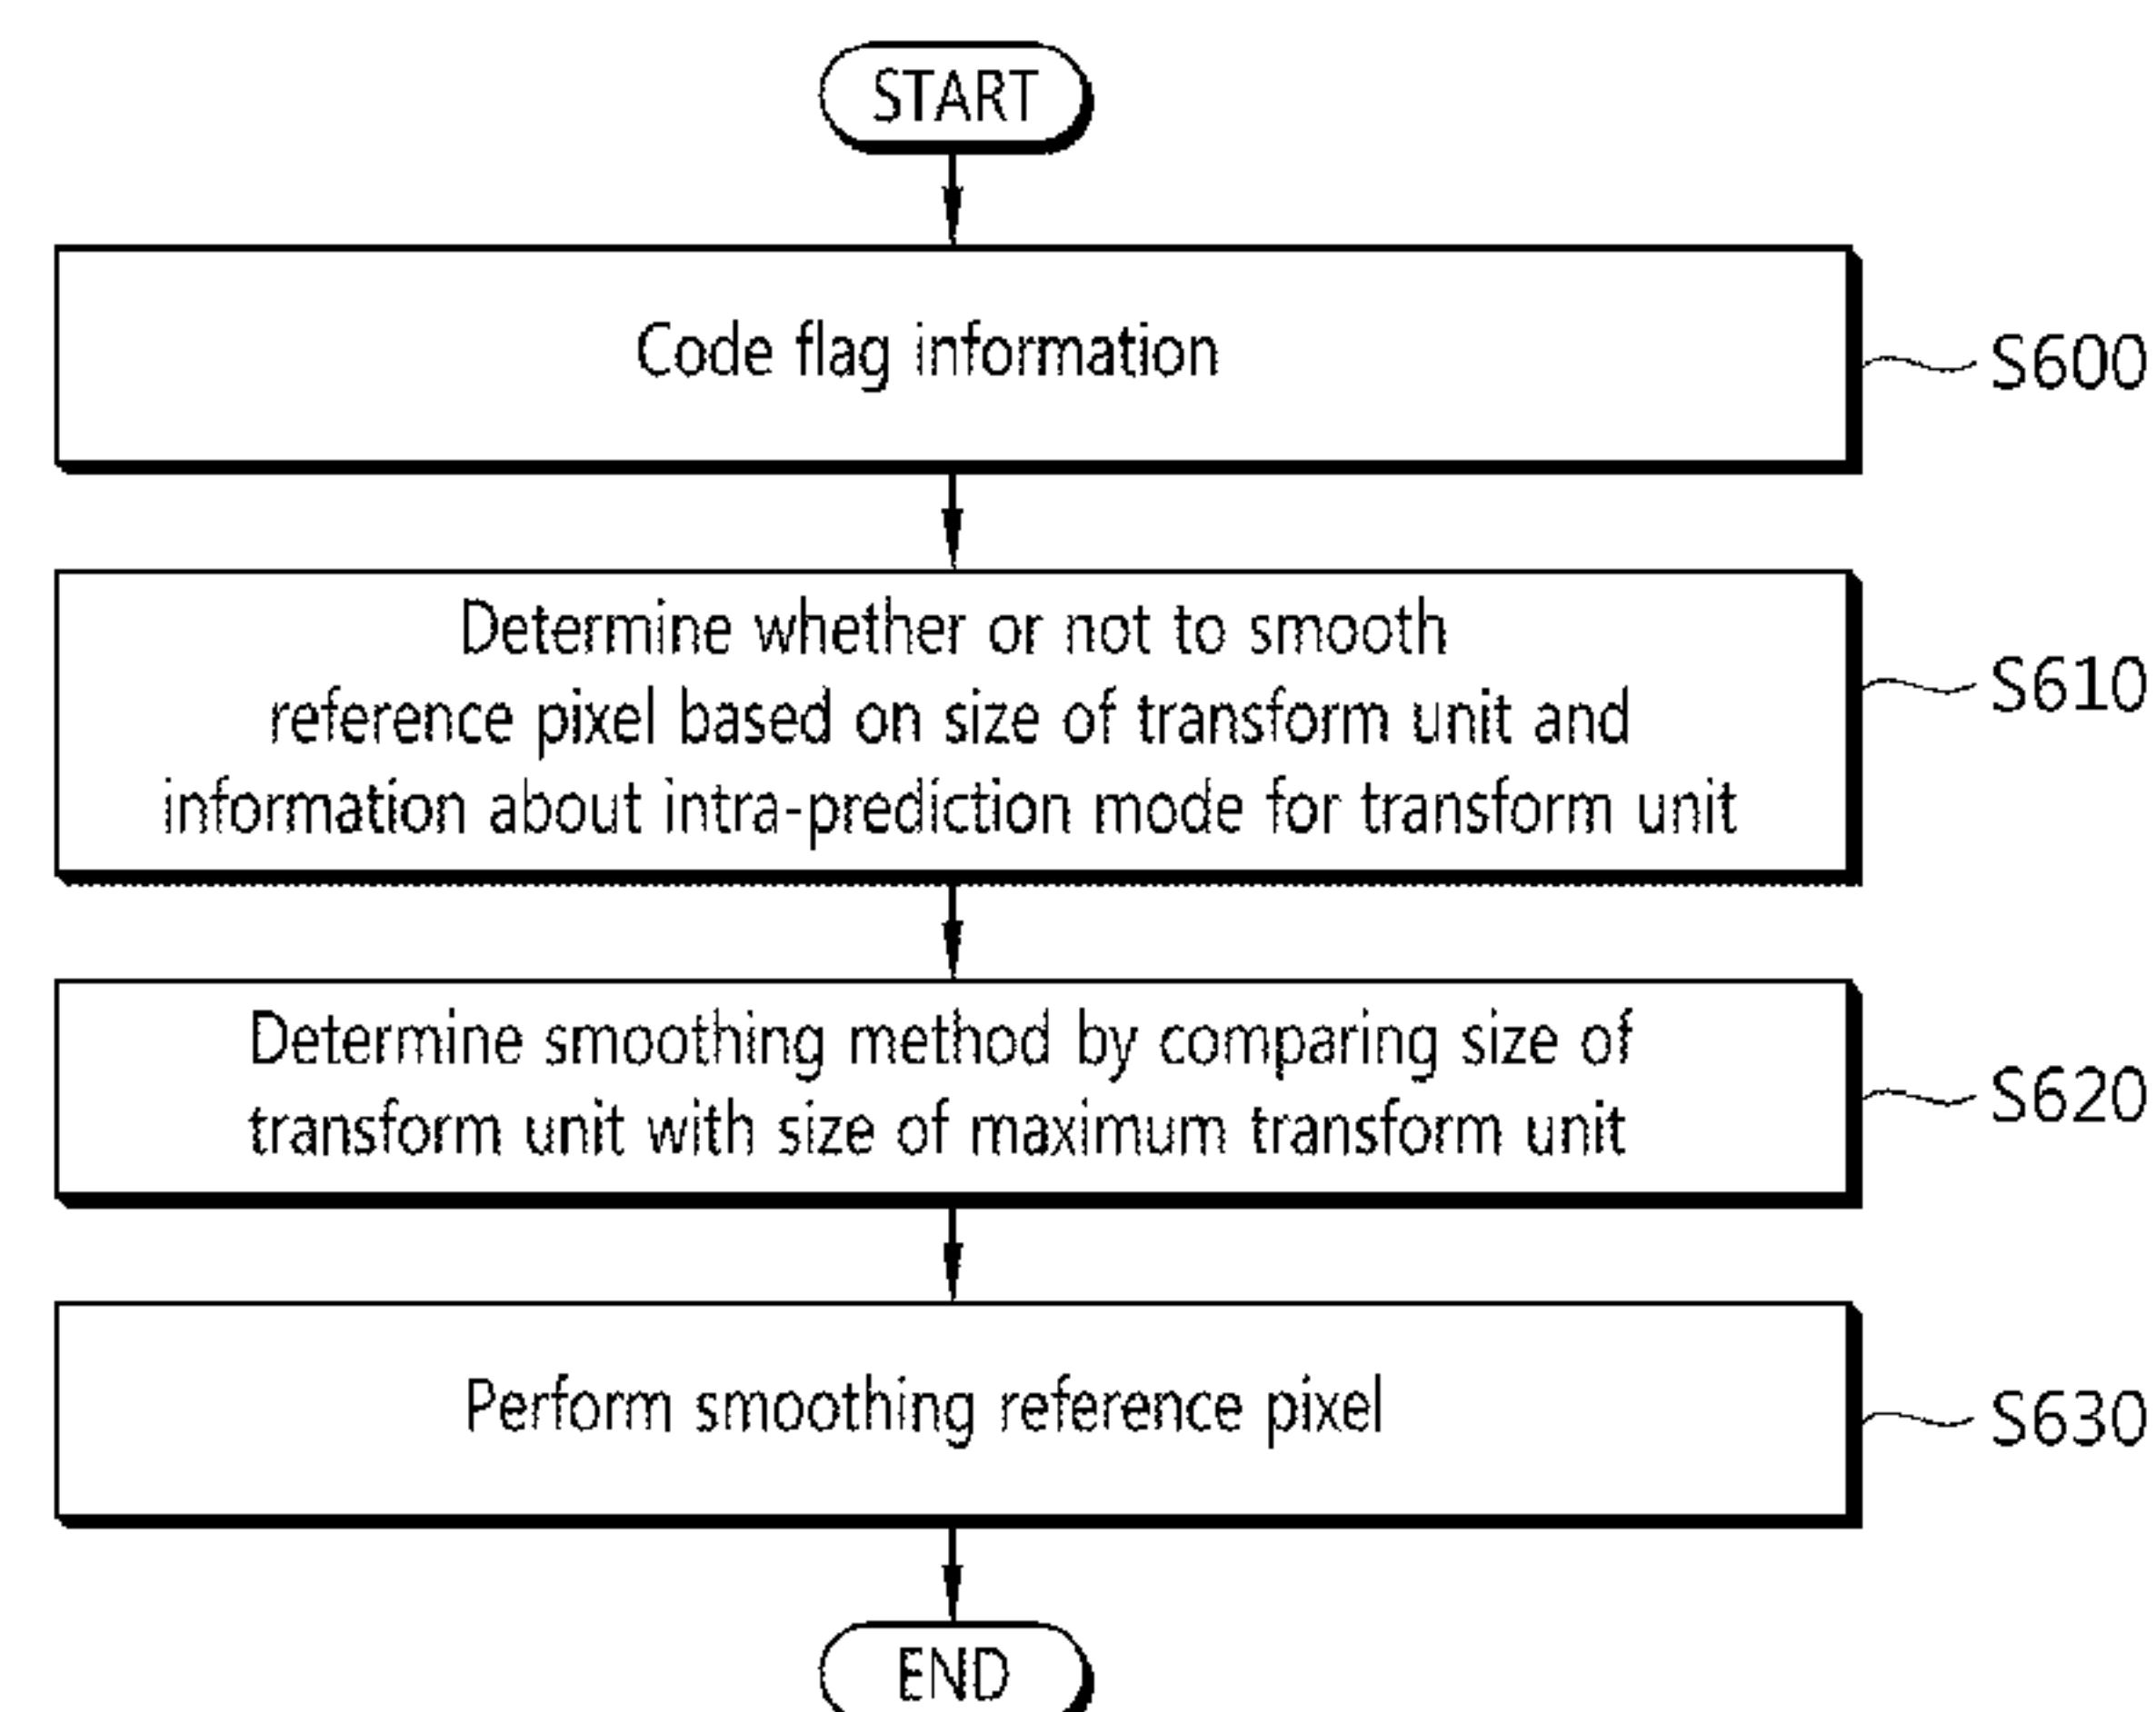 START
Code flag information
S600
Determine whether or not to smooth
reference pixel based on size of transform unit and
information about intra-prediction mode for transform unit
S610
Determine smoothing method by comparing size of
transform unit with size of maximum transform unit
S620
Perform smoothing reference pixel
S630
END